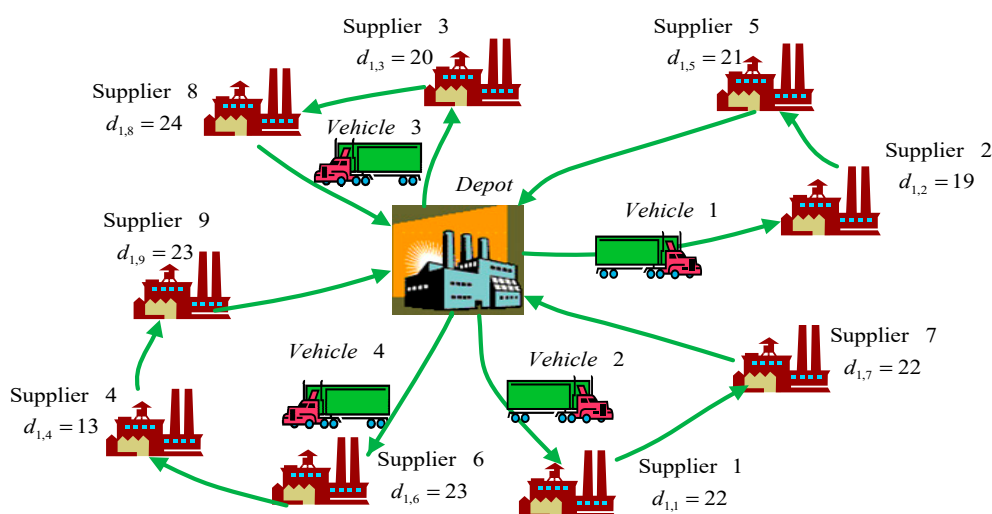 Supplier 3
d1,3 = 20
Supplier 5
d1,5 = 21
Supplier 8
d1,8 = 24
Vehicle 3
Supplier 2
d1,2 = 19
Depot
Vehicle 1
Supplier 9
d1,9 = 23
Supplier 7
d1,7 = 22
Vehicle 4
Vehicle 2
Supplier 4
d1,4 = 13
Supplier 6
d1,6 = 23
Supplier 1
d1,1 = 22